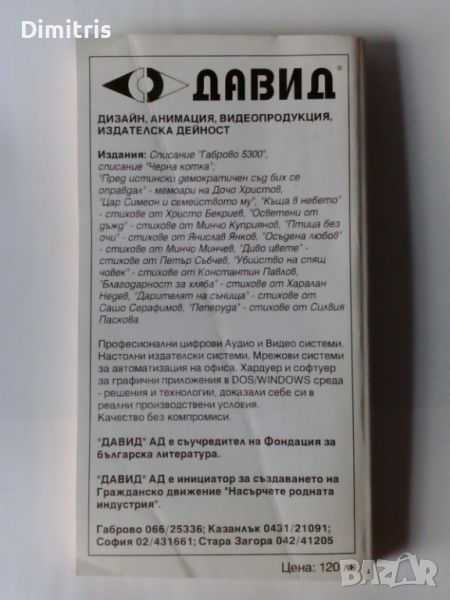 Dimitris
ДАВИД®
ДИЗАЙН, АНИМАЦИЯ, ВИДЕОПРОДУКЦИЯ,
ИЗДАТЕЛСКА ДЕЙНОСТ
Издания: Списание "Габрово 5300",
списание "Черна котка";
"Пред истински демократичен съд бих се
оправдал" - мемоари на Дочо Христов,
"Цар Симеон и семейството му", "Къща в небето"
- стихове от Христо Бекриев, "Осветени от
дъжд" - стихове от Минчо Куприянов, "Птица без
очи" - стихове от Янислав Янков, "Осъдена любов"
- стихове от Минчо Минчев, "Диво цвете" -
стихове от Петър Събчев, "Убийство на спящ
човек" - стихове от Константин Павлов,
"Благодарност за хляба" - стихове от Харалан
Недев, "Дарителят на сънища" - стихове от
Сашо Серафимов, "Пеперуда" - стихове от Силвия
Паскова
Професионални цифрови Аудио и Видео системи.
Настолни издателски системи. Мрежови системи
за автоматизация на офиса. Хардуер и софтуер
за графични приложения в DOS/WINDOWS среда
- решения и технологии, доказали себе си в
реални производствени условия.
Качество без компромис.
"ДАВИД" АД е съучредител на Фондация за
българска литература.
"ДАВИД" АД е инициатор за създаването на
Гражданско движение "Насърчете родната
индустрия".
Габрово 066/25336; Казанлък 0431/21091;
София 02/431661; Стара Загора 042/41205
Цена: 120 лв.
bazar.bg